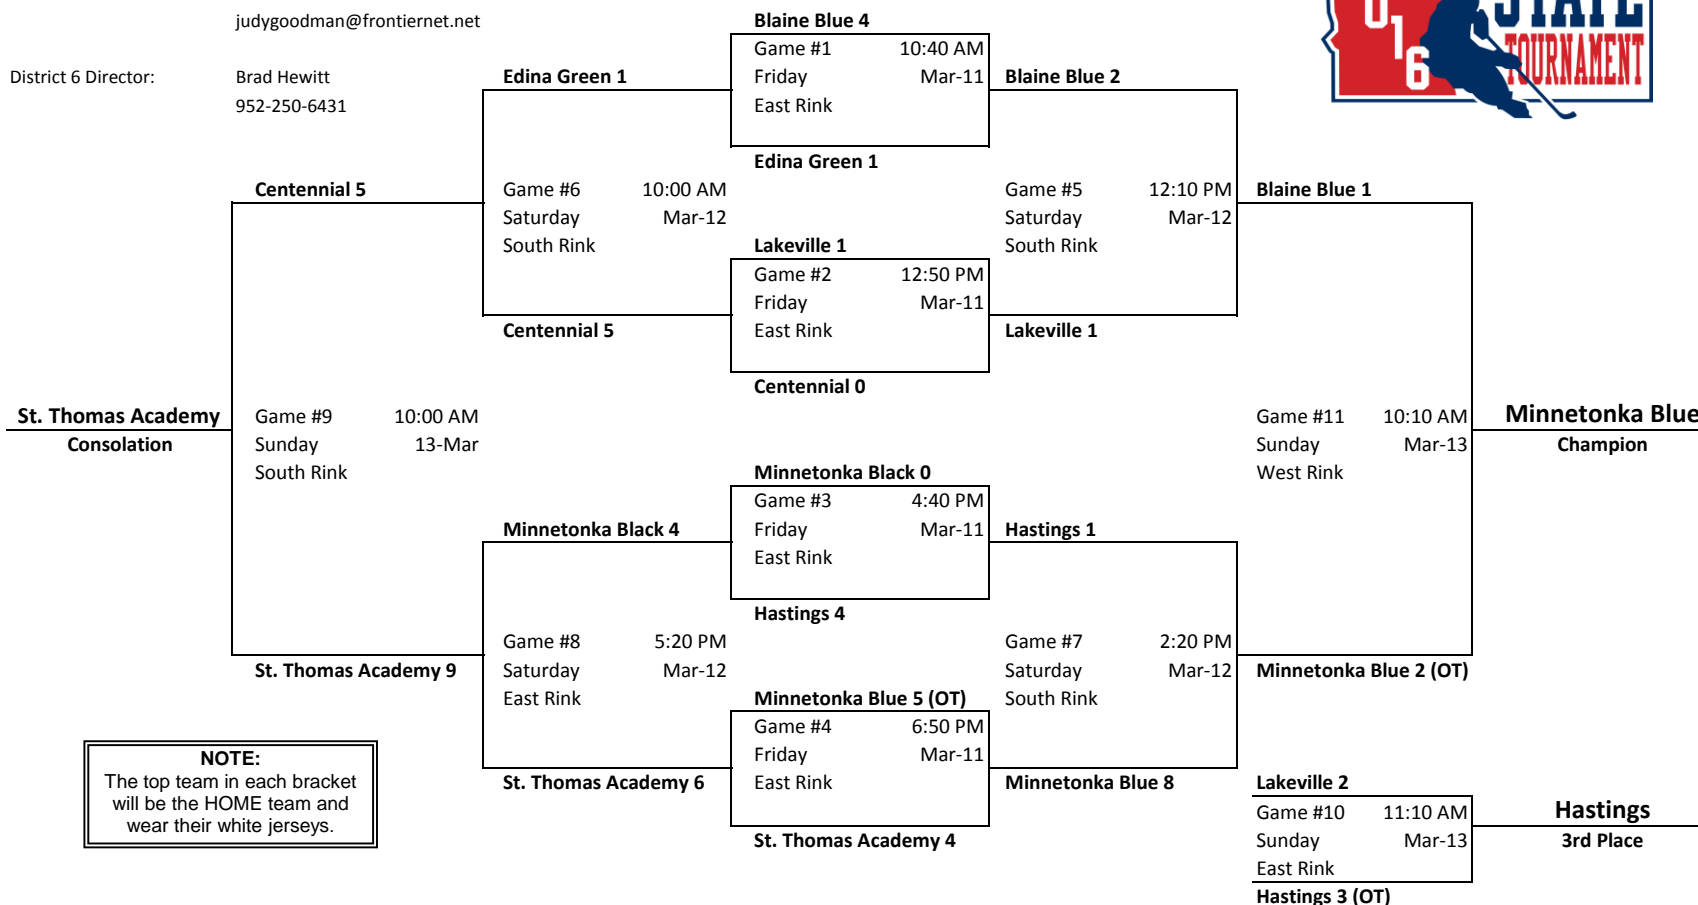 judygoodman@frontiernet.net
Blaine Blue 4
016
STATE
TOURNAMENT
Game #1 10:40 AM
District 6 Director: Brad Hewitt
Edina Green 1
Friday Mar-11
Blaine Blue 2
952-250-6431
East Rink
Edina Green 1
Centennial 5
Game #6 10:00 AM
Game #5 12:10 PM
Blaine Blue 1
Saturday Mar-12
Saturday Mar-12
South Rink
Lakeville 1
South Rink
Game #2 12:50 PM
Friday Mar-11
Centennial 5
East Rink
Lakeville 1
Centennial 0
St. Thomas Academy
Game #9 10:00 AM
Game #11 10:10 AM
Minnetonka Blue
Consolation
Sunday 13-Mar
Sunday Mar-13
Champion
South Rink
Minnetonka Black 0
West Rink
Game #3 4:40 PM
Minnetonka Black 4
Friday Mar-11
Hastings 1
East Rink
Hastings 4
Game #8 5:20 PM
Game #7 2:20 PM
St. Thomas Academy 9
Saturday Mar-12
Saturday Mar-12
Minnetonka Blue 2 (OT)
East Rink
Minnetonka Blue 5 (OT)
South Rink
Game #4 6:50 PM
NOTE:
Friday Mar-11
The top team in each bracket
will be the HOME team and
wear their white jerseys.
St. Thomas Academy 6
East Rink
Minnetonka Blue 8
Lakeville 2
Game #10 11:10 AM
Hastings
St. Thomas Academy 4
Sunday Mar-13
3rd Place
East Rink
Hastings 3 (OT)